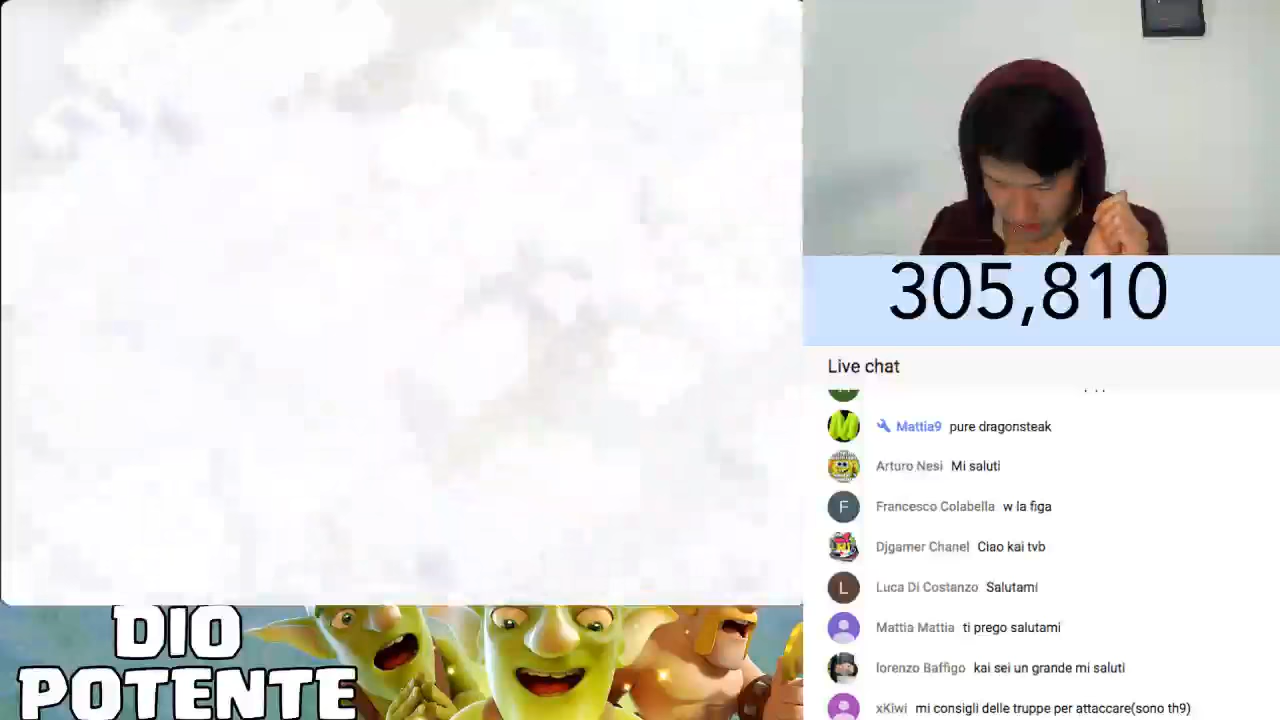 305,810
Live chat
Mattia9 pure dragonsteak
Arturo Nesi Mi saluti
F Francesco Colabella w la figa
Djgamer Chanel Ciao kai tvb
L Luca Di Costanzo Salutami
Mattia Mattia ti prego salutami
lorenzo Baffigo kai sei un grande mi saluti
xKiwi mi consigli delle truppe per attaccare(sono th9)
DIO
POTENTE